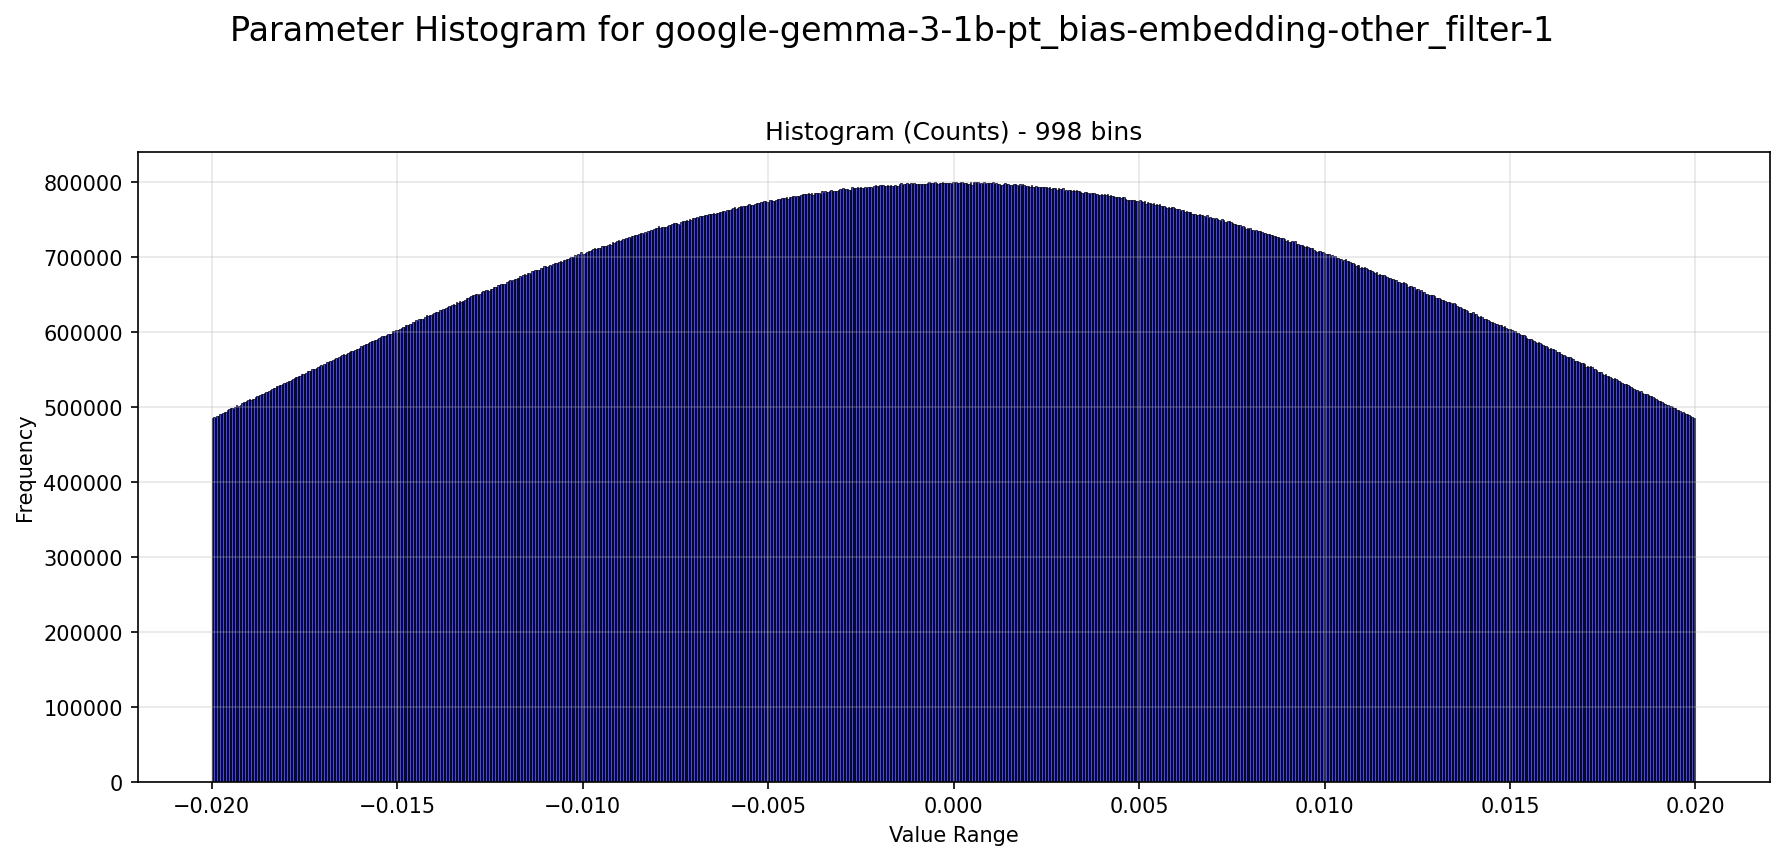 Parameter Histogram for google-gemma-3-1b-pt_bias-embedding-other_filter-1
Histogram (Counts) - 998 bins
800000
700000
600000
500000
400000
300000
200000
100000
0
Frequency
−0.020 −0.015 −0.010 −0.005 0.000 0.005 0.010 0.015 0.020
Value Range